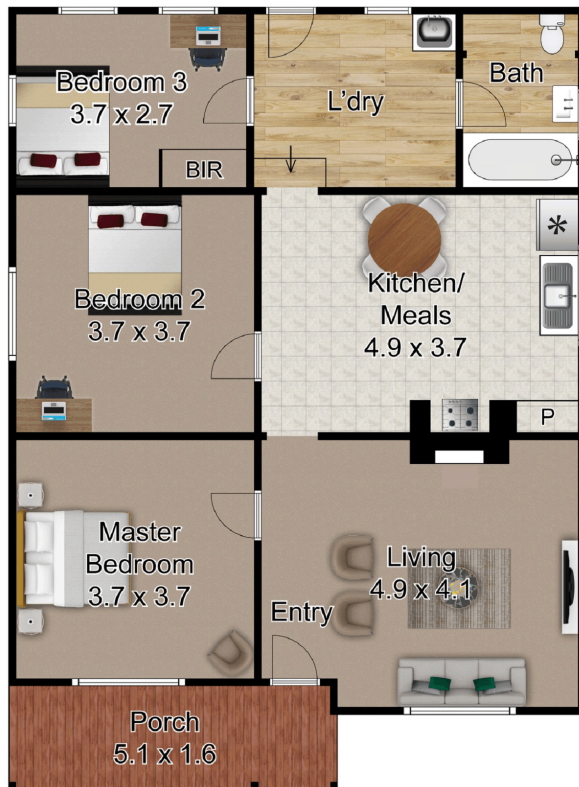 Bedroom 3
3.7 x 2.7
BIR
L'dry
Bath
Bedroom 2
3.7 x 3.7
Kitchen/
Meals
4.9 x 3.7
*
P
Master
Bedroom
3.7 x 3.7
Living
4.9 x 4.1
Entry
Porch
5.1 x 1.6